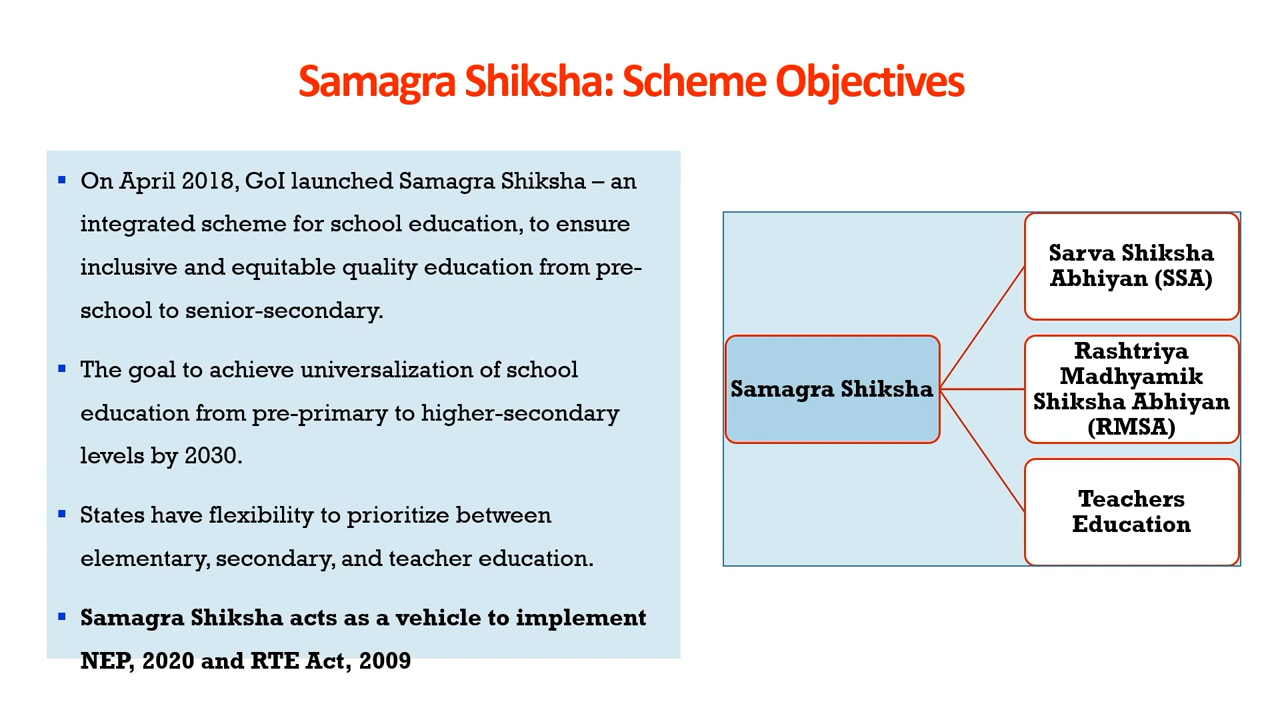 Samagra Shiksha: Scheme Objectives
On April 2018, GoI launched Samagra Shiksha – an
integrated scheme for school education, to ensure
inclusive and equitable quality education from pre-
school to senior-secondary.
The goal to achieve universalization of school
education from pre-primary to higher-secondary
levels by 2030.
States have flexibility to prioritize between
elementary, secondary, and teacher education.
Samagra Shiksha acts as a vehicle to implement
NEP, 2020 and RTE Act, 2009
Samagra Shiksha
Sarva Shiksha
Abhiyan (SSA)
Rashtriya
Madhyamik
Shiksha Abhiyan
(RMSA)
Teachers
Education